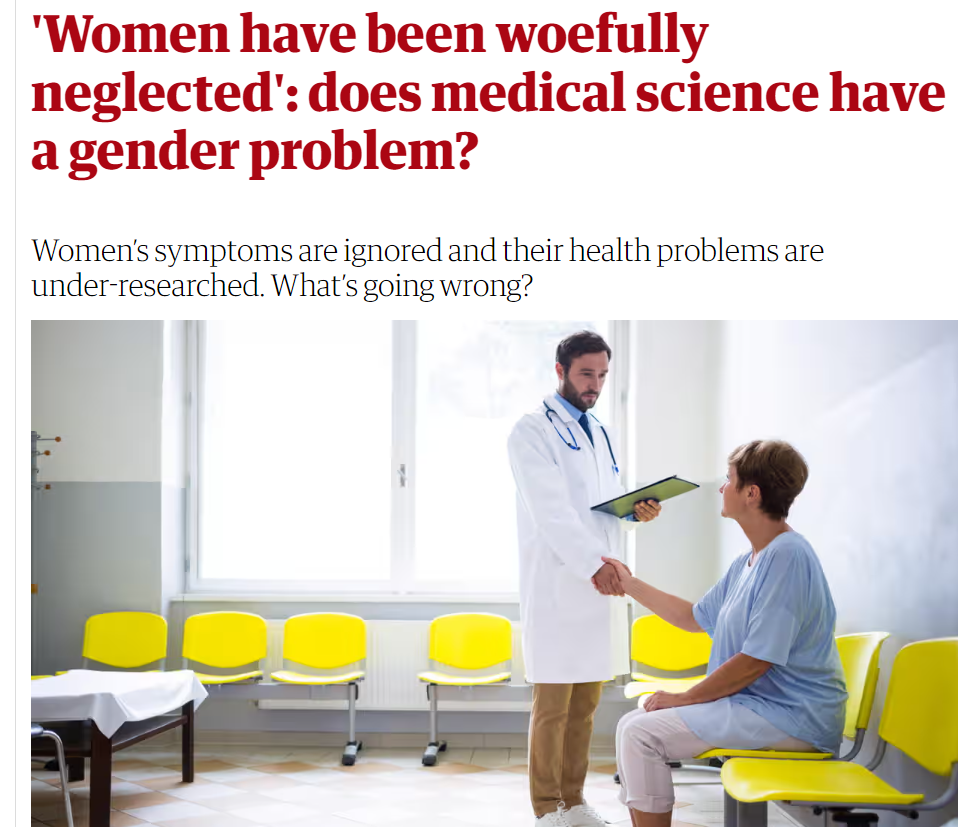 'Women have been woefully
neglected': does medical science have
a gender problem?
Women's symptoms are ignored and their health problems are
under-researched. What's going wrong?